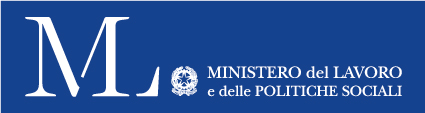 ML
MINISTERO del LAVORO
e delle POLITICHE SOCIALI